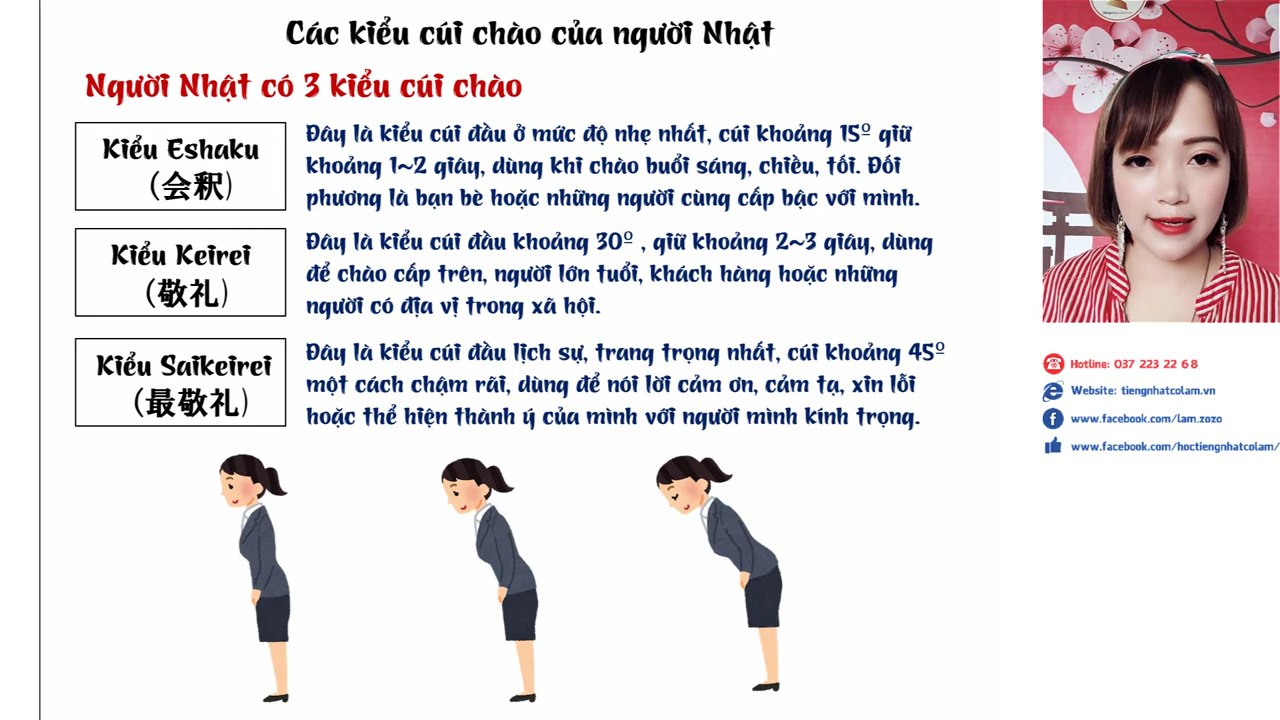 Các kiểu cúi chào của người Nhật
Người Nhật có 3 kiểu cúi chào
Kiểu Eshaku
(会釈)
Đây là kiểu cúi đầu ở mức độ nhẹ nhất, cúi khoảng 15º giữ
khoảng 1~2 giây, dùng khi chào buổi sáng, chiều, tối. Đối
phương là bạn bè hoặc những người cùng cấp bậc với mình.
Kiểu Keirei
(敬礼)
Đây là kiểu cúi đầu khoảng 30º , giữ khoảng 2~3 giây, dùng
để chào cấp trên, người lớn tuổi, khách hàng hoặc những
người có địa vị trong xã hội.
Kiểu Saikeirei
(最敬礼)
Đây là kiểu cúi đầu lịch sự, trang trọng nhất, cúi khoảng 45º
một cách chậm rãi, dùng để nói lời cảm ơn, cảm tạ, xin lỗi
hoặc thể hiện thành ý của mình với người mình kính trọng.
Hotline: 037 223 22 68
Website: tiengnhatcolam.vn
www.facebook.com/lam.zozo
www.facebook.com/hoctiengnhatcolam/